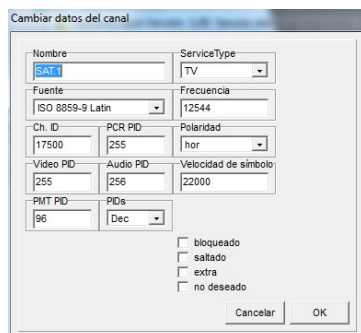 Cambiar datos del canal
Nombre
SAT.1
ServiceType
TV
Fuente
ISO 8859-9 Latin
Frecuencia
12544
Ch. ID
17500
PCR PID
255
Polaridad
hor
Video PID
255
Audio PID
256
Velocidad de símbolo
22000
PMT PID
96
PIDs
Dec
bloqueado
saltado
extra
no deseado
Cancelar
OK